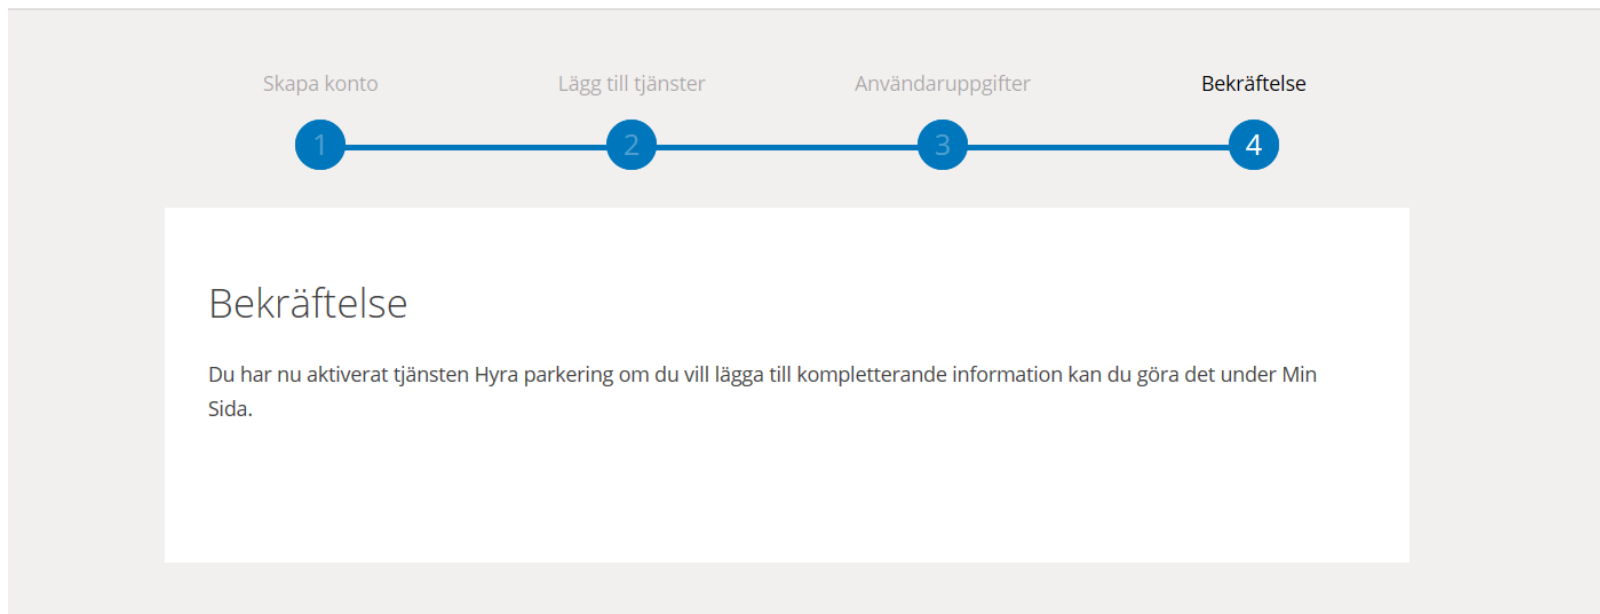 Skapa konto
Lägg till tjänster
Användaruppgifter
Bekräftelse
1
2
3
4
Bekräftelse
Du har nu aktiverat tjänsten Hyra parkering om du vill lägga till kompletterande information kan du göra det under Min
Sida.